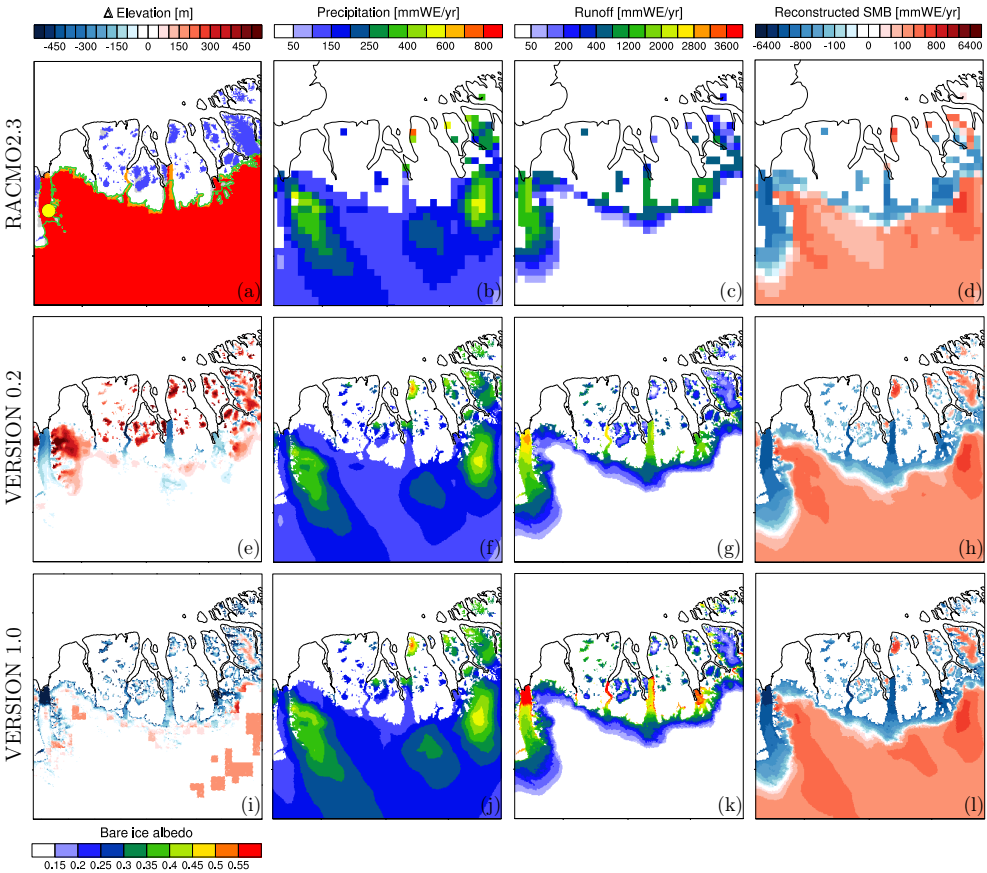 Δ Elevation [m]
-450 -300 -150 0 150 300 450
Precipitation [mmWE/yr]
50 150 250 400 600 800
Runoff [mmWE/yr]
50 200 400 1200 2000 2800 3600
Reconstructed SMB [mmWE/yr]
-6400 -800 -100 0 100 800 6400
RACMO2.3
(a)
(b)
(c)
(d)
VERSION 0.2
(e)
(f)
(g)
(h)
VERSION 1.0
(i)
(j)
(k)
(l)
Bare ice albedo
0.15 0.2 0.25 0.3 0.35 0.4 0.45 0.5 0.55